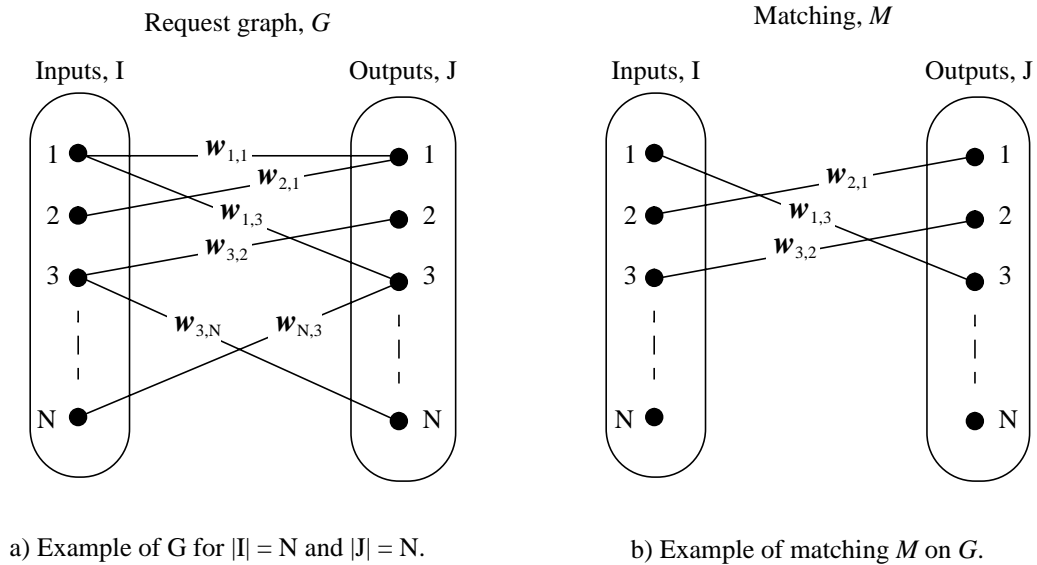 Request graph, G
Inputs, I
Outputs, J
1
w1,1
1
w2,1
2
w1,3
2
w3,2
3
3
w3,N
wN,3
N
N
a) Example of G for |I| = N and |J| = N.
Matching, M
Inputs, I
Outputs, J
1
1
w2,1
2
w1,3
2
w3,2
3
3
N
N
b) Example of matching M on G.